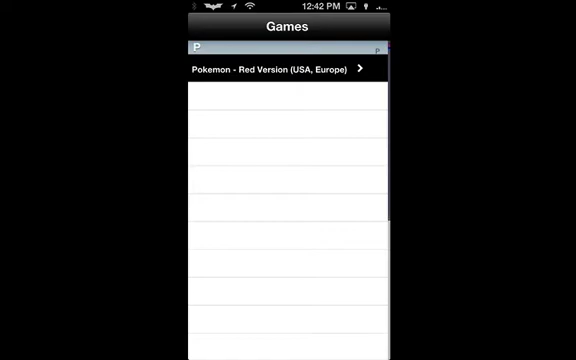 12:42 PM
Games
P
P
Pokemon - Red Version (USA, Europe)